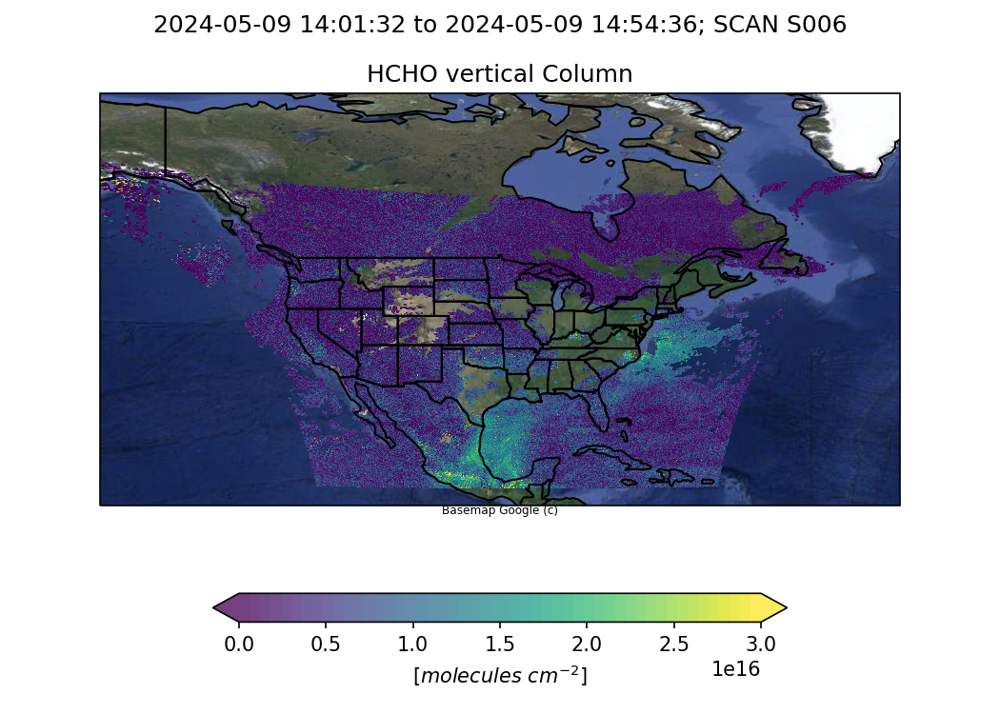 2024-05-09 14:01:32 to 2024-05-09 14:54:36; SCAN S006
HCHO vertical Column
Basemap Google (c)
0.0 0.5 1.0 1.5 2.0 2.5 3.0
1e16
[molecules cm⁻²]